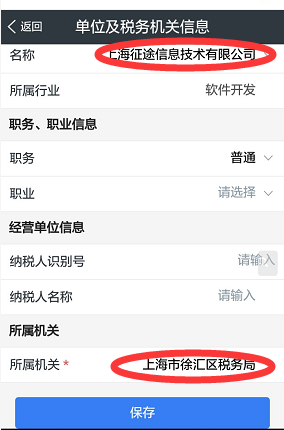 返回 单位及税务机关信息
名称 上海征途信息技术有限公司
所属行业 软件开发
职务、职业信息
职务 普通
职业 请选择
经营单位信息
纳税人识别号 请输入
纳税人名称 请输入
所属机关
所属机关 * 上海市徐汇区税务局
保存